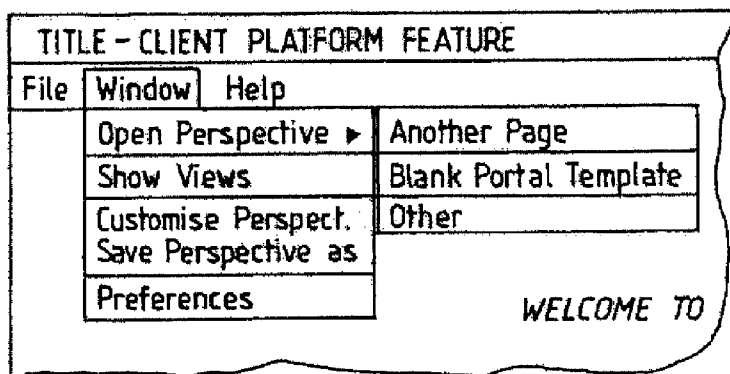 TITLE - CLIENT PLATFORM FEATURE
File Window Help
Open Perspective ▶ Another Page
Show Views Blank Portal Template
Customise Perspect. Other
Save Perspective as
Preferences
WELCOME TO